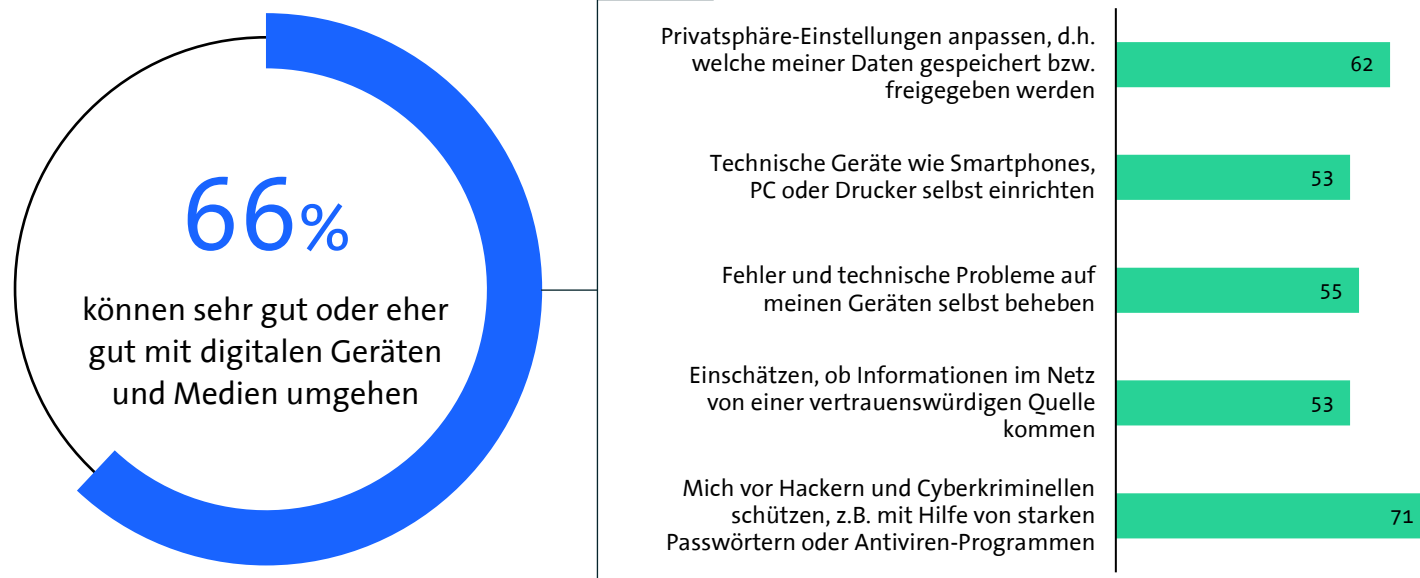 66%
können sehr gut oder eher
gut mit digitalen Geräten
und Medien umgehen
Privatsphäre-Einstellungen anpassen, d.h.
welche meiner Daten gespeichert bzw.
freigegeben werden
62
Technische Geräte wie Smartphones,
PC oder Drucker selbst einrichten
53
Fehler und technische Probleme auf
meinen Geräten selbst beheben
55
Einschätzen, ob Informationen im Netz
von einer vertrauenswürdigen Quelle
kommen
53
Mich vor Hackern und Cyberkriminellen
schützen, z.B. mit Hilfe von starken
Passwörtern oder Antiviren-Programmen
71